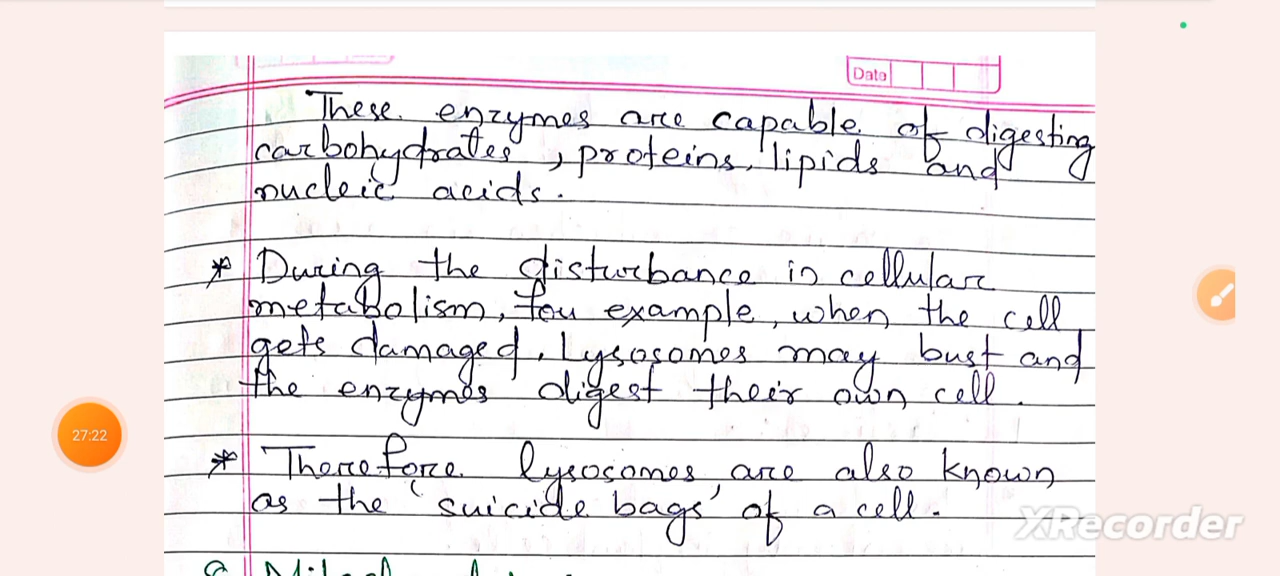 Date
These enzymes are capable of digesting
carbohydrates, proteins, lipids and
nucleic acids.
* During the disturbance in cellular
metabolism, for example, when the cell
gets damaged, Lysosomes may bust and
the enzymes digest their own cell.
27:22
* Therefore lysosomes are also known
as the 'suicide bags' of a cell.
XRecorder